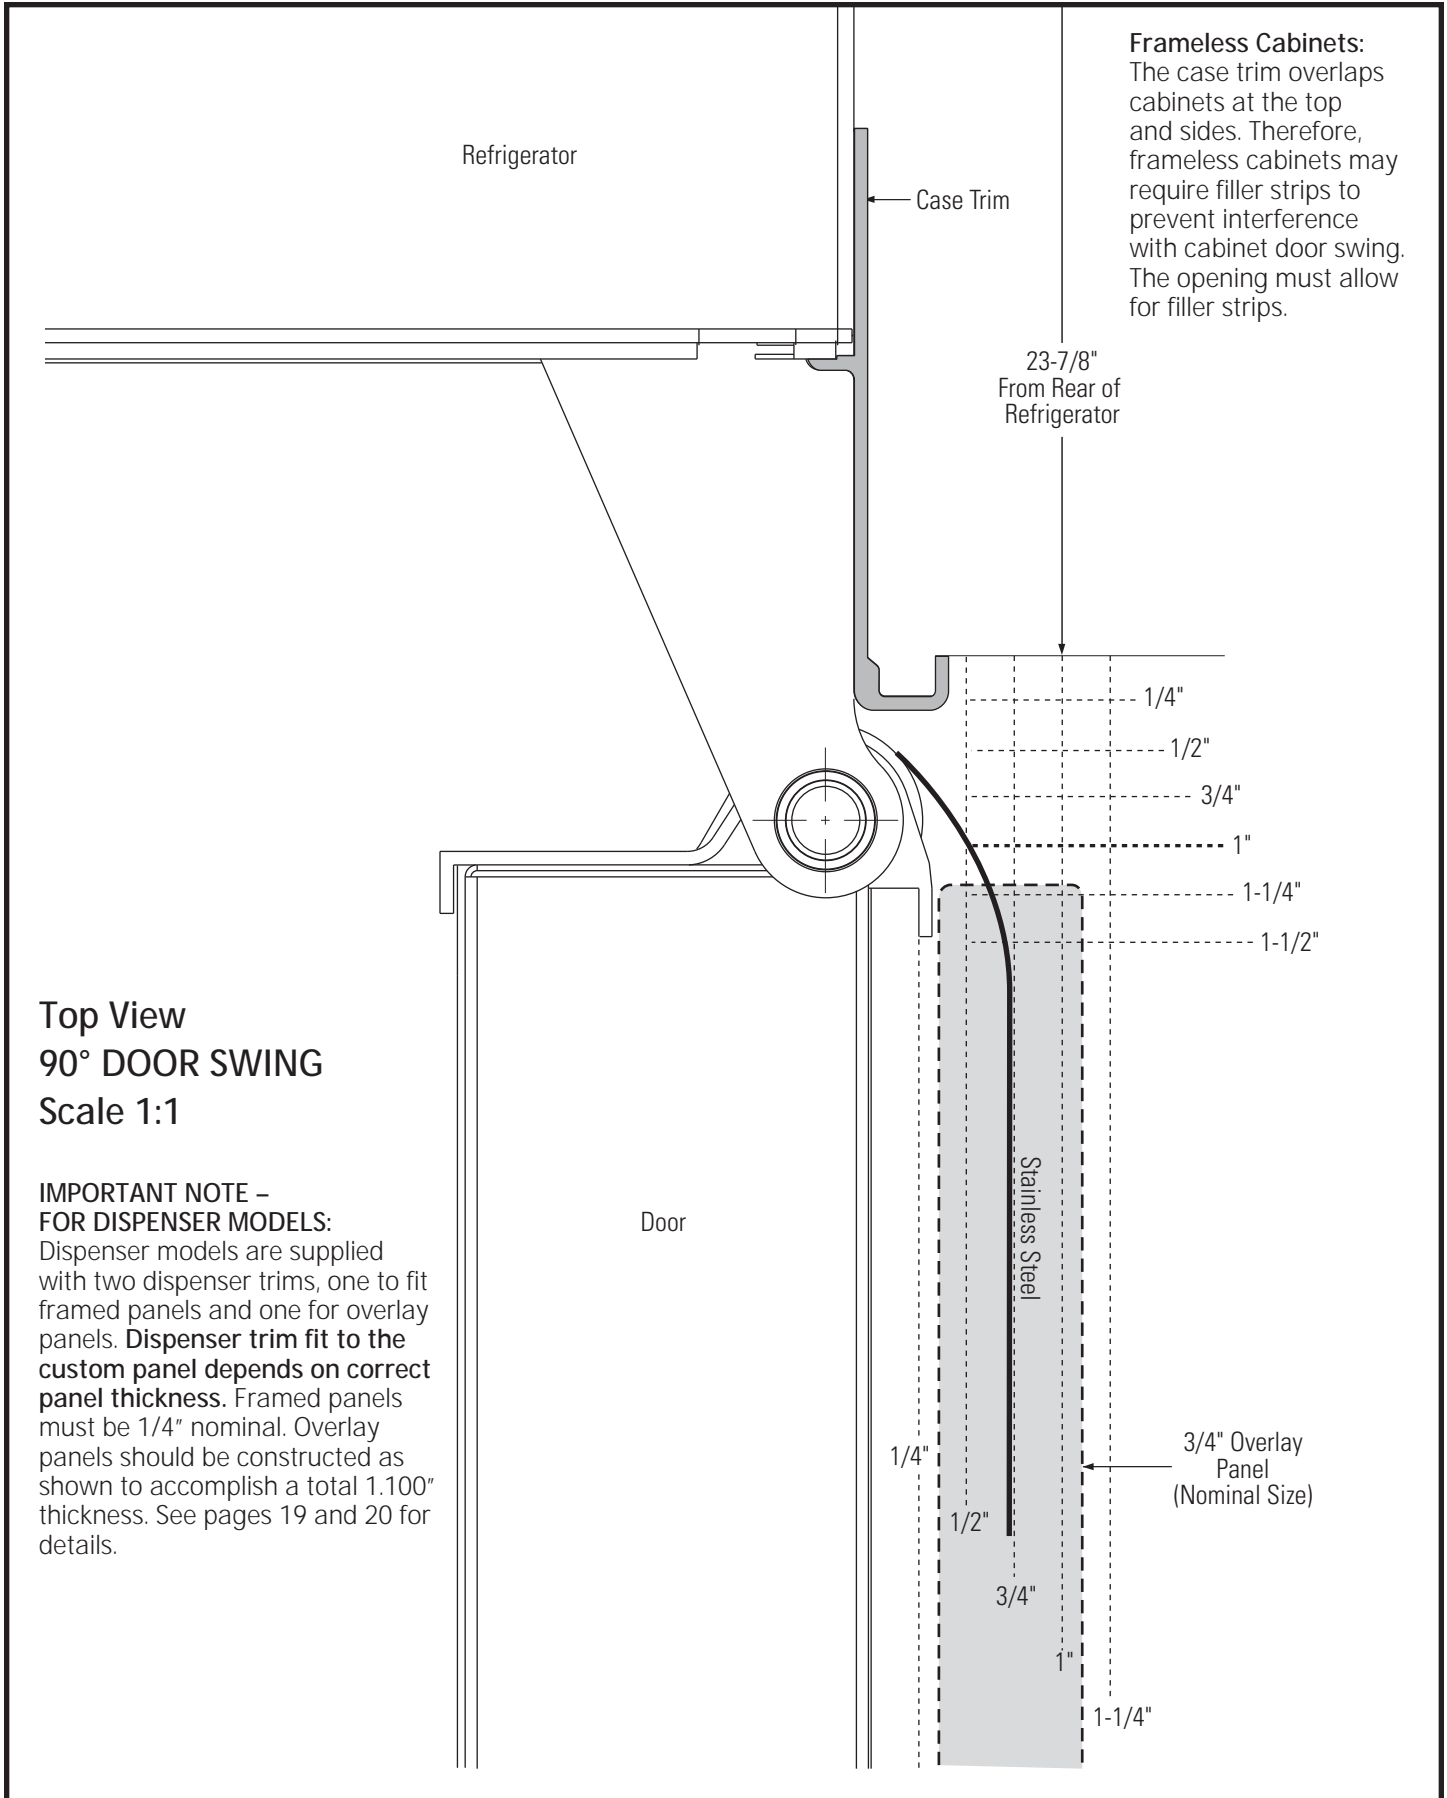 Frameless Cabinets:
The case trim overlaps
cabinets at the top
and sides. Therefore,
frameless cabinets may
require filler strips to
prevent interference
with cabinet door swing.
The opening must allow
for filler strips.
Refrigerator
Case Trim
23-7/8"
From Rear of
Refrigerator
1/4"
1/2"
3/4"
1"
1-1/4"
1-1/2"
Top View
90° DOOR SWING
Scale 1:1
IMPORTANT NOTE –
FOR DISPENSER MODELS:
Dispenser models are supplied
with two dispenser trims, one to fit
framed panels and one for overlay
panels. Dispenser trim fit to the
custom panel depends on correct
panel thickness. Framed panels
must be 1/4″ nominal. Overlay
panels should be constructed as
shown to accomplish a total 1.100″
thickness. See pages 19 and 20 for
details.
Door
Stainless Steel
3/4" Overlay
Panel
(Nominal Size)
1/4"
1/2"
3/4"
1"
1-1/4"